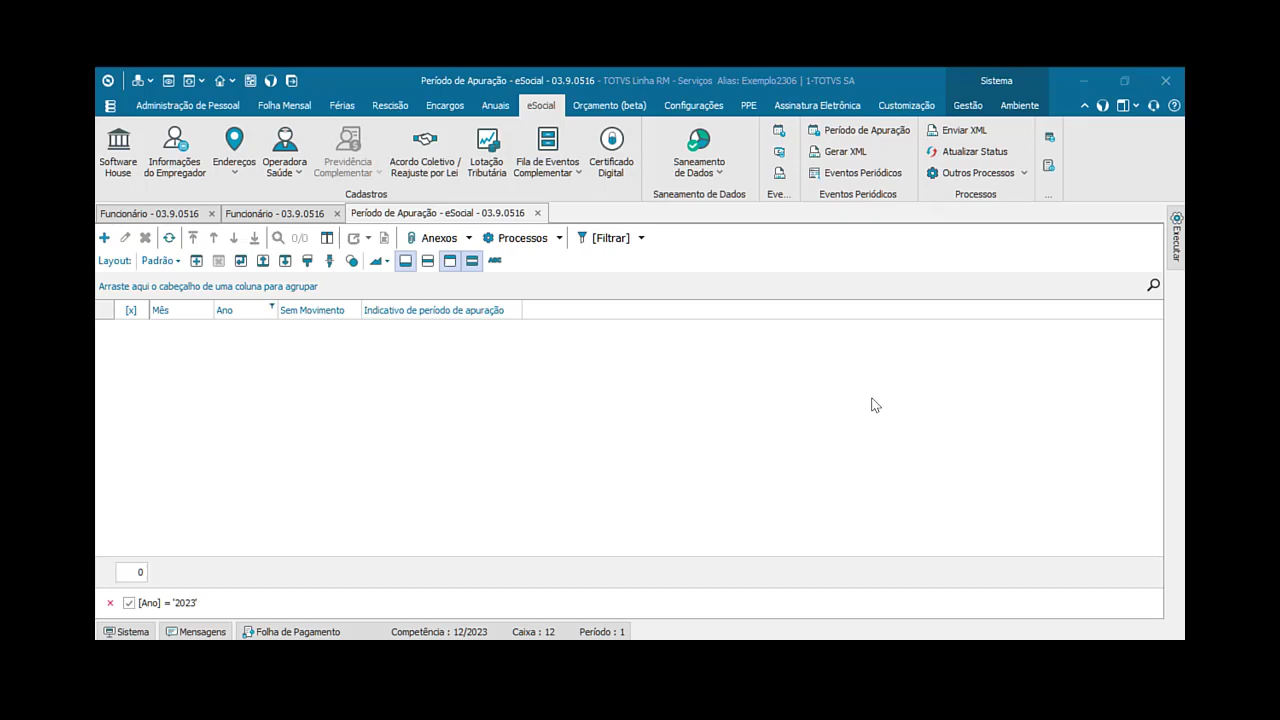 Período de Apuração - eSocial - 03.9.0516 - TOTVS Linha RM - Serviços Alias: Exemplo2306 | 1-TOTVS SA
Sistema
Administração de Pessoal Folha Mensal Férias Rescisão Encargos Anuais eSocial Orçamento (beta) Configurações PPE Assinatura Eletrônica Customização Gestão Ambiente
Software House
Informações do Empregador
Endereços
Operadora Saúde
Previdência Complementar
Acordo Coletivo / Reajuste por Lei
Lotação Tributária
Fila de Eventos Complementar
Certificado Digital
Cadastros
Saneamento de Dados
Saneamento de Dados
Eve...
Período de Apuração
Gerar XML
Eventos Periódicos
Eventos Periódicos
Enviar XML
Atualizar Status
Outros Processos
Processos
...
Funcionário - 03.9.0516 Funcionário - 03.9.0516 Período de Apuração - eSocial - 03.9.0516
Executar
0/0 Anexos Processos [Filtrar]
Layout: Padrão ABC
Arraste aqui o cabeçalho de uma coluna para agrupar
[x] Mês Ano Sem Movimento Indicativo de período de apuração
0
[Ano] = '2023'
Sistema Mensagens Folha de Pagamento Competência : 12/2023 Caixa : 12 Período : 1